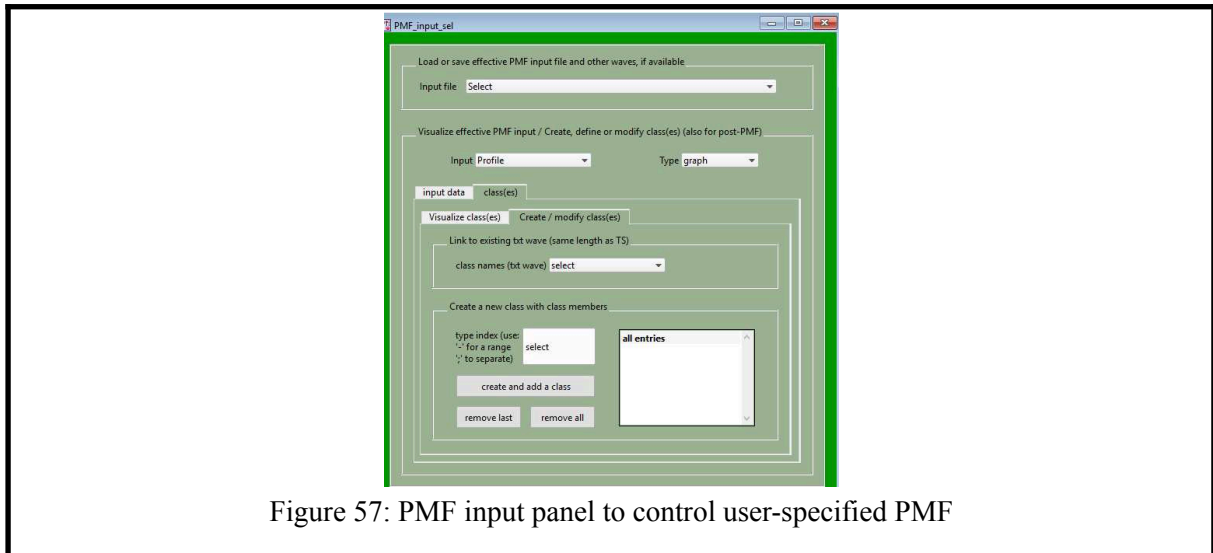 PMF_input_sel
Load or save effective PMF input file and other waves, if available
Input file Select
Visualize effective PMF input / Create, define or modify class(es) (also for post-PMF)
Input Profile Type graph
input data class(es)
Visualize class(es) Create / modify class(es)
Link to existing txt wave (same length as TS)
class names (txt wave) select
Create a new class with class members
type index (use:
'-' for a range
';' to separate)
select
all entries
create and add a class
remove last remove all
Figure 57: PMF input panel to control user-specified PMF